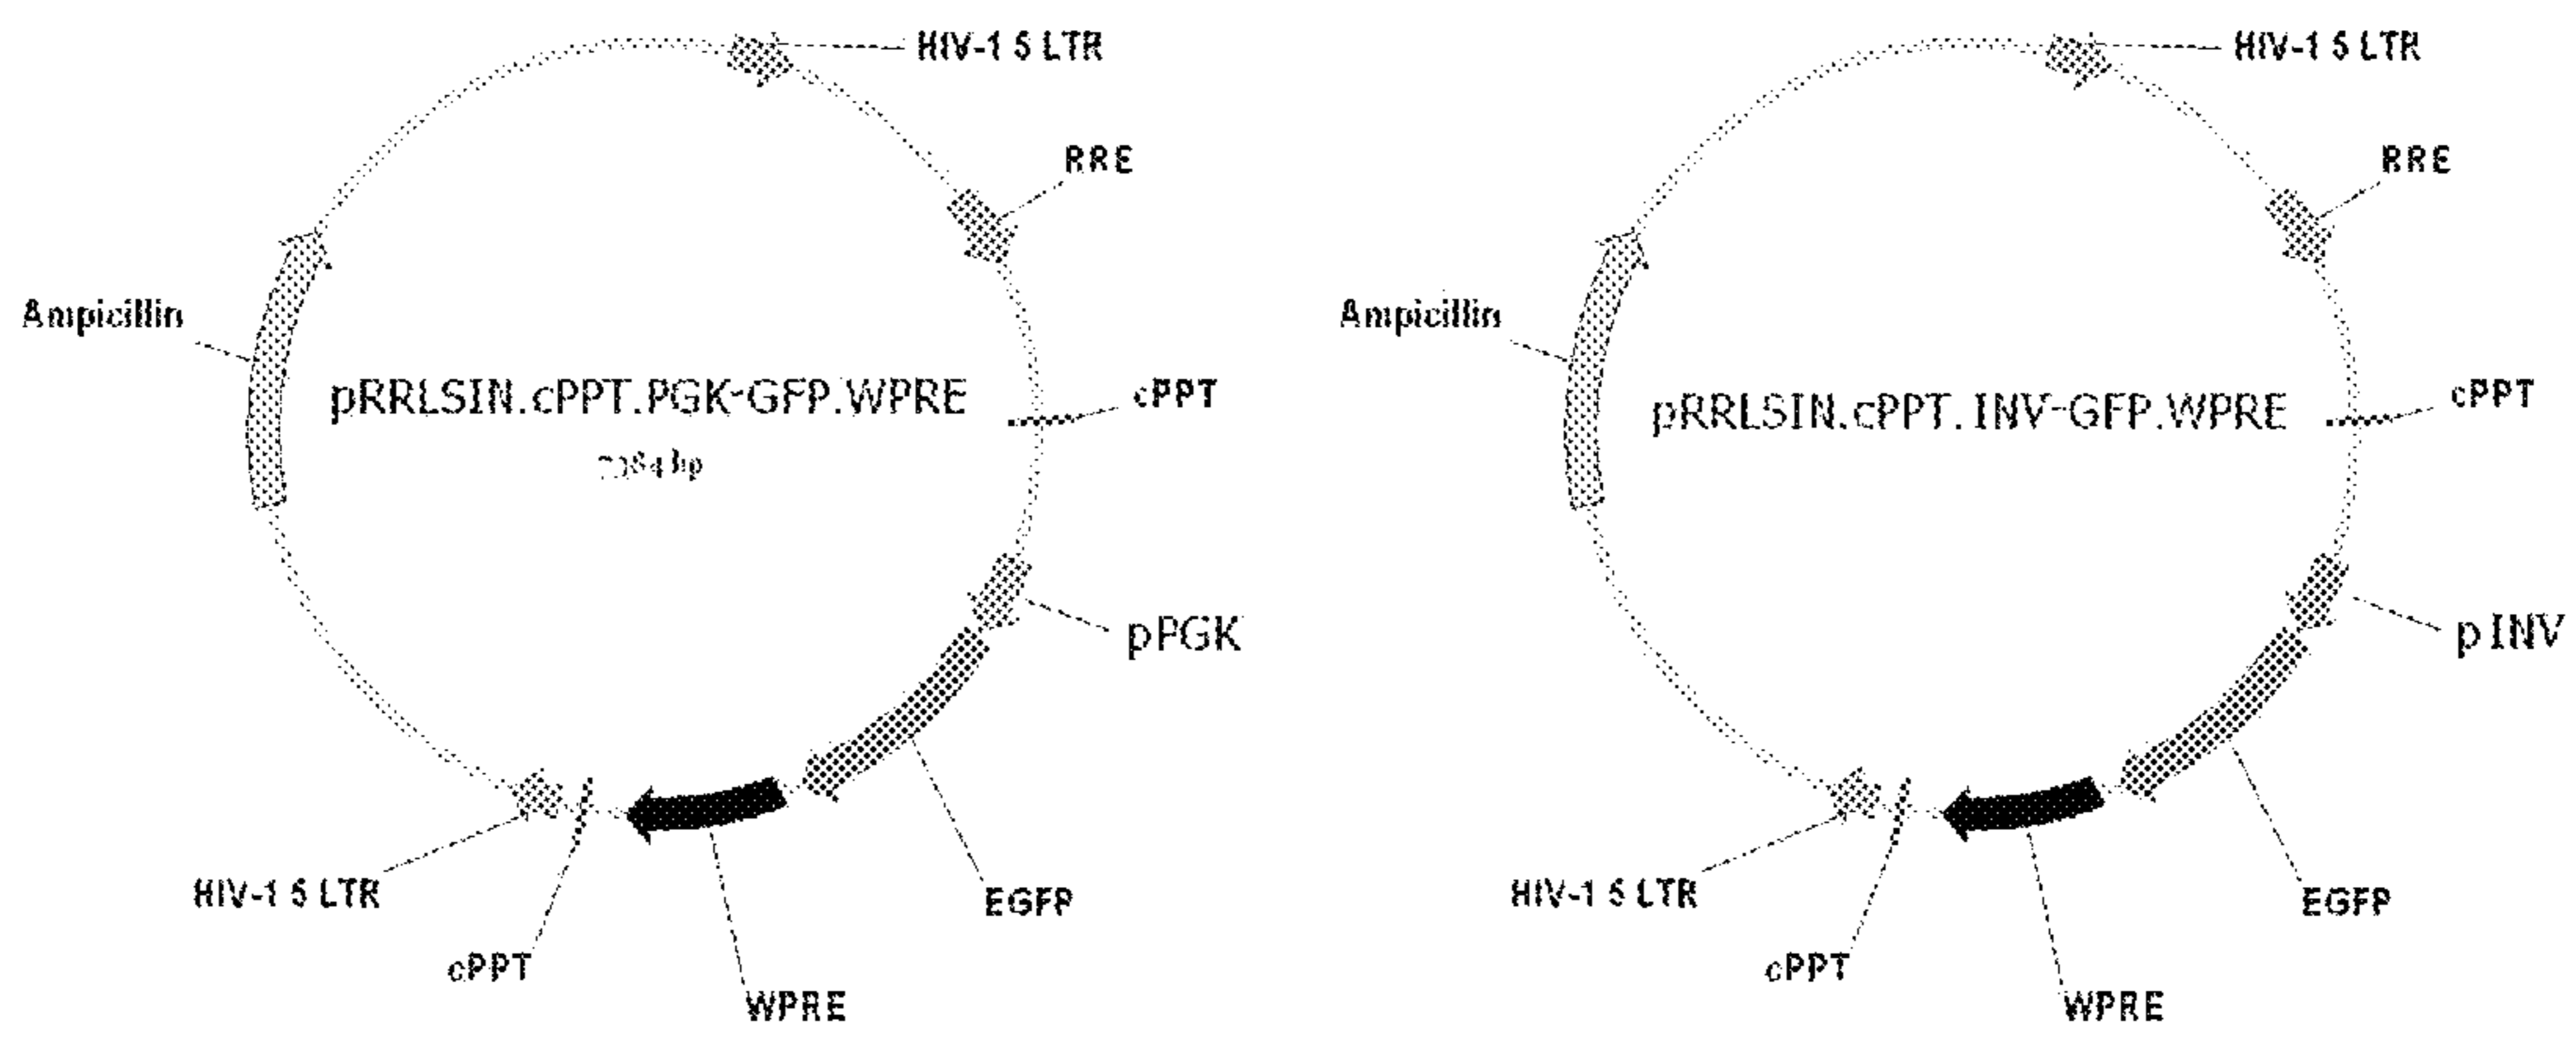 HIV-1 5 LTR
RRE
Ampicillin
pRRLSIN.cPPT.PGK-GFP.WPRE
bp
cPPT
pPGK
HIV-1 5 LTR
cPPT
EGFP
WPRE
HIV-1 5 LTR
RRE
Ampicillin
pRRLSIN.cPPT.INV-GFP.WPRE
cPPT
pINV
HIV-1 5 LTR
cPPT
EGFP
WPRE